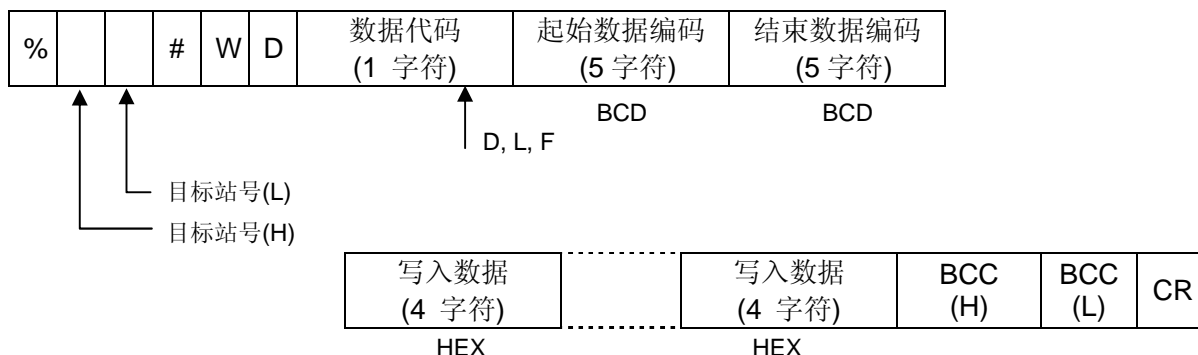 % # W D 数据代码 起始数据编码 结束数据编码
(1 字符) (5 字符) (5 字符)
BCD BCD
D, L, F
目标站号(L)
目标站号(H)
写入数据 写入数据 BCC BCC CR
(4 字符) (4 字符) (H) (L)
HEX HEX